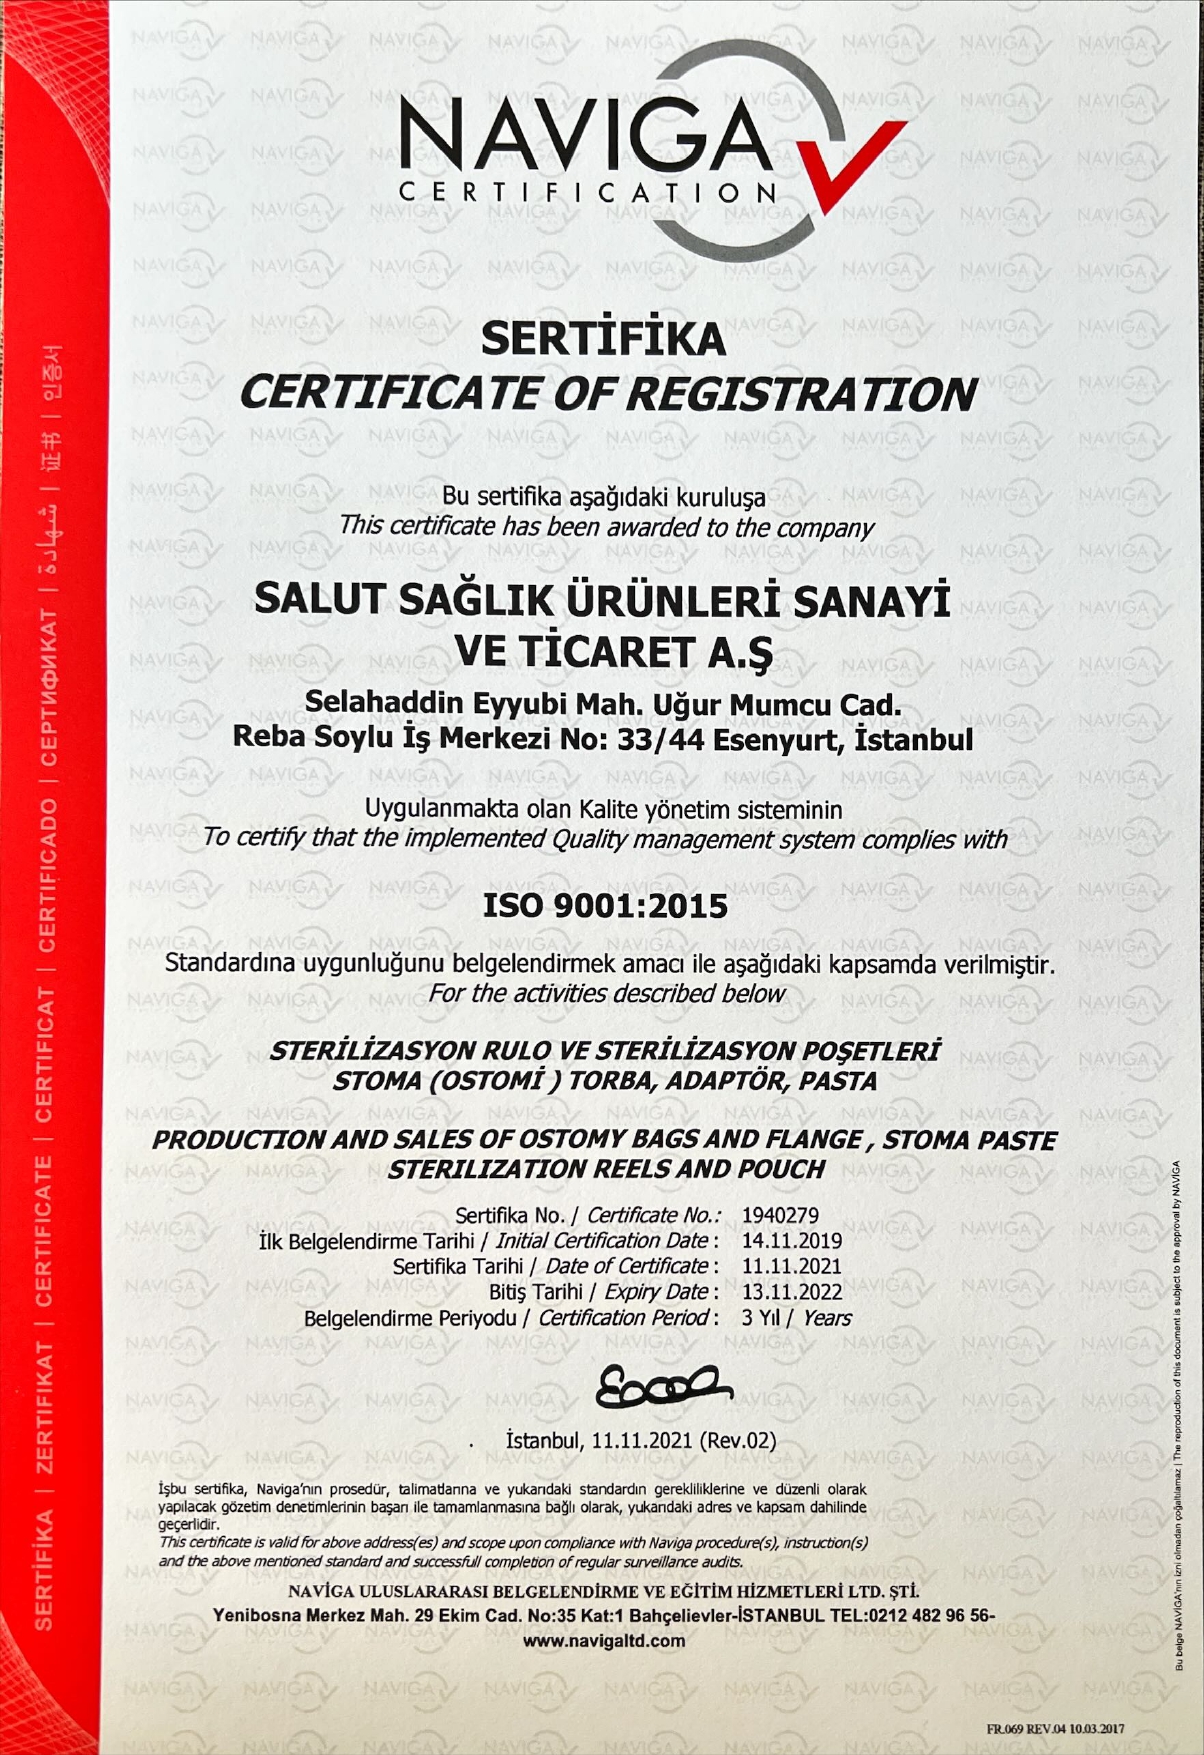 NAVIGA
CERTIFICATION
SERTİFİKA
CERTIFICATE OF REGISTRATION
Bu sertifika aşağıdaki kuruluşa
This certificate has been awarded to the company
SALUT SAĞLIK ÜRÜNLERİ SANAYİ
VE TİCARET A.Ş
Selahaddin Eyyubi Mah. Uğur Mumcu Cad.
Reba Soylu İş Merkezi No: 33/44 Esenyurt, İstanbul
Uygulanmakta olan Kalite yönetim sisteminin
To certify that the implemented Quality management system complies with
ISO 9001:2015
Standardına uygunluğunu belgelendirmek amacı ile aşağıdaki kapsamda verilmiştir.
For the activities described below
STERİLİZASYON RULO VE STERİLİZASYON POŞETLERİ
STOMA (OSTOMİ ) TORBA, ADAPTÖR, PASTA
PRODUCTION AND SALES OF OSTOMY BAGS AND FLANGE , STOMA PASTE
STERILIZATION REELS AND POUCH
Sertifika No. / Certificate No.: 1940279
İlk Belgelendirme Tarihi / Initial Certification Date : 14.11.2019
Sertifika Tarihi / Date of Certificate : 11.11.2021
Bitiş Tarihi / Expiry Date : 13.11.2022
Belgelendirme Periyodu / Certification Period : 3 Yıl / Years
İstanbul, 11.11.2021 (Rev.02)
İşbu sertifika, Naviga'nın prosedür, talimatlarına ve yukarıdaki standardın gerekliliklerine ve düzenli olarak
yapılacak gözetim denetimlerinin başarı ile tamamlanmasına bağlı olarak, yukarıdaki adres ve kapsam dahilinde
geçerlidir.
This certificate is valid for above address(es) and scope upon compliance with Naviga procedure(s), instruction(s)
and the above mentioned standard and successfull completion of regular surveillance audits.
NAVİGA ULUSLARARASI BELGELENDİRME VE EĞİTİM HİZMETLERİ LTD. ŞTİ.
Yenibosna Merkez Mah. 29 Ekim Cad. No:35 Kat:1 Bahçelievler-İSTANBUL TEL:0212 482 96 56-
www.navigaltd.com
FR.069 REV.04 10.03.2017
SERTİFİKA | ZERTIFIKAT | CERTIFICATE | CERTIFICAT | CERTIFICADO | СЕРТИФИКАТ | شهادة | 证书 | 인증서
Bu belge NAVİGA'nın izni olmadan çoğaltılamaz | The reproduction of this document is subject to the approval by NAVİGA